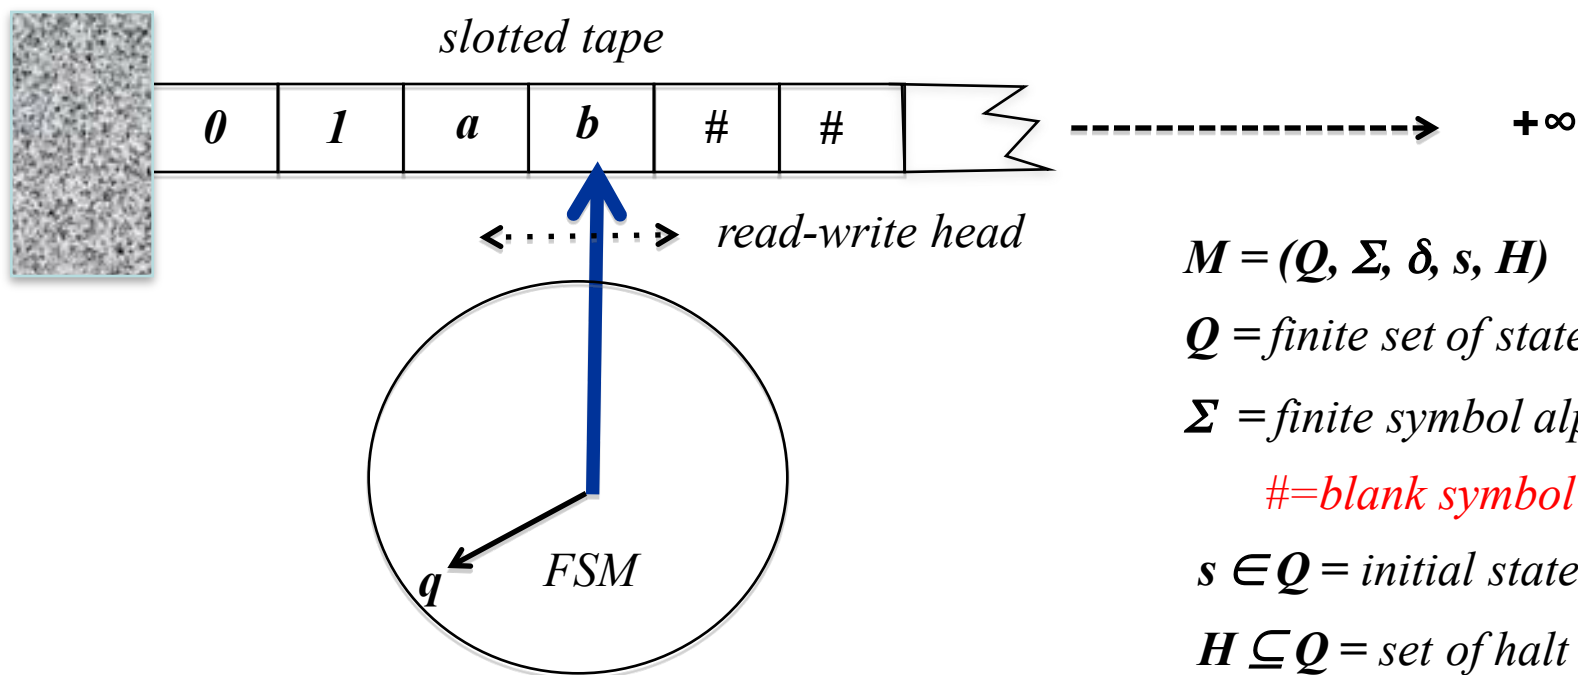 slotted tape
0 1 a b # #
+∞
read-write head
M = (Q, Σ, δ, s, H)
Q = finite set of state
Σ = finite symbol alp
#=blank symbol
s ∈ Q = initial state
H ⊆ Q = set of halt
q
FSM